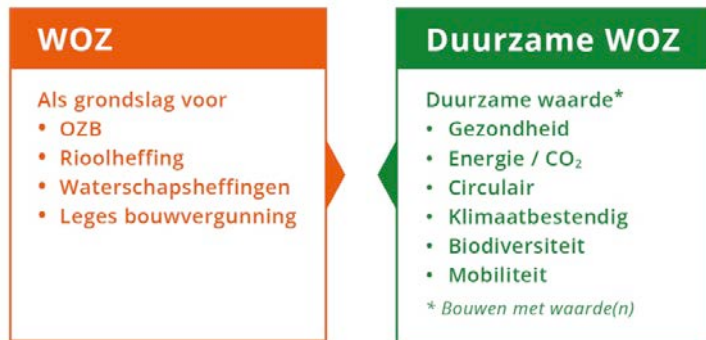 WOZ
Als grondslag voor
• OZB
• Rioolheffing
• Waterschapsheffingen
• Leges bouwvergunning
Duurzame WOZ
Duurzame waarde*
• Gezondheid
• Energie / CO₂
• Circulair
• Klimaatbestendig
• Biodiversiteit
• Mobiliteit
* Bouwen met waarde(n)